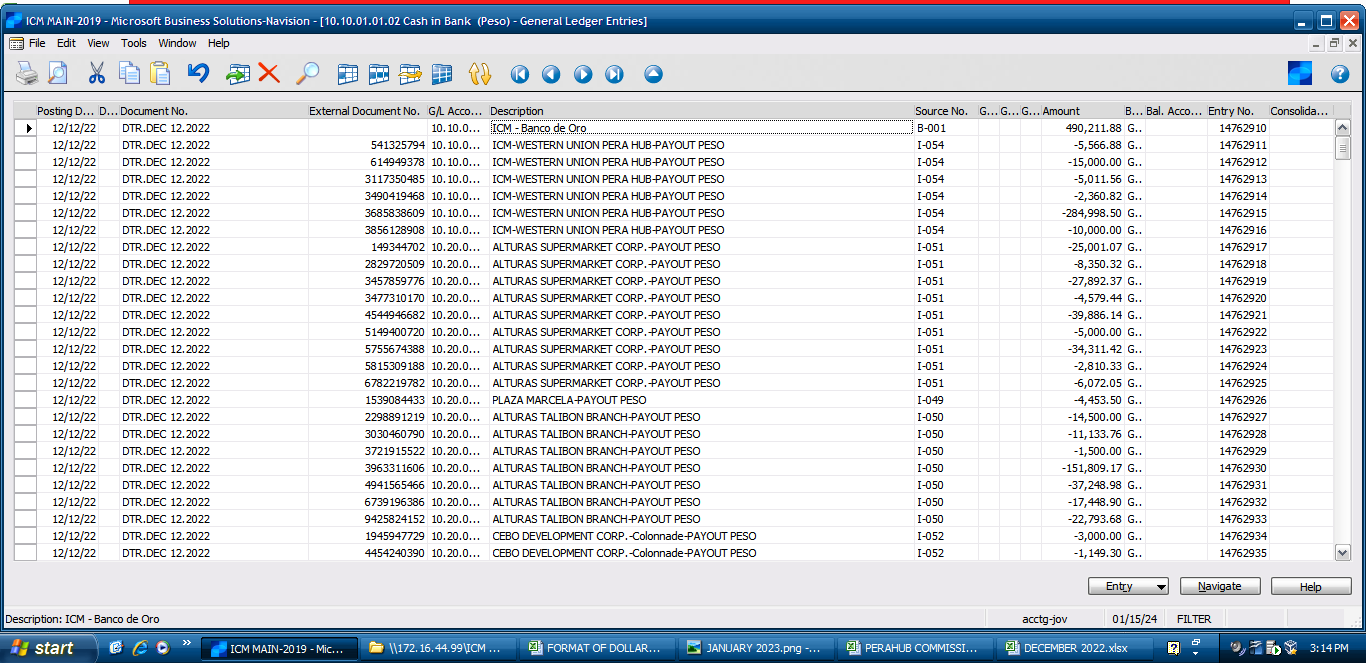 ICM MAIN-2019 - Microsoft Business Solutions-Navision - [10.10.01.01.02 Cash in Bank (Peso) - General Ledger Entries]
File Edit View Tools Window Help
Posting D... D... Document No. External Document No. G/L Acco... Description Source No. G... G... G... Amount B... Bal. Acco... Entry No. Consolida...
12/12/22 DTR.DEC 12.2022 10.10.0... ICM - Banco de Oro B-001 490,211.88 G.. 14762910
12/12/22 DTR.DEC 12.2022 541325794 10.10.0... ICM-WESTERN UNION PERA HUB-PAYOUT PESO I-054 -5,566.88 G.. 14762911
12/12/22 DTR.DEC 12.2022 614949378 10.10.0... ICM-WESTERN UNION PERA HUB-PAYOUT PESO I-054 -15,000.00 G.. 14762912
12/12/22 DTR.DEC 12.2022 3117350485 10.10.0... ICM-WESTERN UNION PERA HUB-PAYOUT PESO I-054 -5,011.56 G.. 14762913
12/12/22 DTR.DEC 12.2022 3490419468 10.10.0... ICM-WESTERN UNION PERA HUB-PAYOUT PESO I-054 -2,360.82 G.. 14762914
12/12/22 DTR.DEC 12.2022 3685838609 10.10.0... ICM-WESTERN UNION PERA HUB-PAYOUT PESO I-054 -284,998.50 G.. 14762915
12/12/22 DTR.DEC 12.2022 3856128908 10.10.0... ICM-WESTERN UNION PERA HUB-PAYOUT PESO I-054 -10,000.00 G.. 14762916
12/12/22 DTR.DEC 12.2022 149344702 10.20.0... ALTURAS SUPERMARKET CORP.-PAYOUT PESO I-051 -25,001.07 G.. 14762917
12/12/22 DTR.DEC 12.2022 2829720509 10.20.0... ALTURAS SUPERMARKET CORP.-PAYOUT PESO I-051 -8,350.32 G.. 14762918
12/12/22 DTR.DEC 12.2022 3457859776 10.20.0... ALTURAS SUPERMARKET CORP.-PAYOUT PESO I-051 -27,892.37 G.. 14762919
12/12/22 DTR.DEC 12.2022 3477310170 10.20.0... ALTURAS SUPERMARKET CORP.-PAYOUT PESO I-051 -4,579.44 G.. 14762920
12/12/22 DTR.DEC 12.2022 4544946682 10.20.0... ALTURAS SUPERMARKET CORP.-PAYOUT PESO I-051 -39,886.14 G.. 14762921
12/12/22 DTR.DEC 12.2022 5149400720 10.20.0... ALTURAS SUPERMARKET CORP.-PAYOUT PESO I-051 -5,000.00 G.. 14762922
12/12/22 DTR.DEC 12.2022 5755674388 10.20.0... ALTURAS SUPERMARKET CORP.-PAYOUT PESO I-051 -34,311.42 G.. 14762923
12/12/22 DTR.DEC 12.2022 5815309188 10.20.0... ALTURAS SUPERMARKET CORP.-PAYOUT PESO I-051 -2,810.33 G.. 14762924
12/12/22 DTR.DEC 12.2022 6782219782 10.20.0... ALTURAS SUPERMARKET CORP.-PAYOUT PESO I-051 -6,072.05 G.. 14762925
12/12/22 DTR.DEC 12.2022 1539084433 10.20.0... PLAZA MARCELA-PAYOUT PESO I-049 -4,453.50 G.. 14762926
12/12/22 DTR.DEC 12.2022 2298891219 10.20.0... ALTURAS TALIBON BRANCH-PAYOUT PESO I-050 -14,500.00 G.. 14762927
12/12/22 DTR.DEC 12.2022 3030460790 10.20.0... ALTURAS TALIBON BRANCH-PAYOUT PESO I-050 -11,133.76 G.. 14762928
12/12/22 DTR.DEC 12.2022 3721915522 10.20.0... ALTURAS TALIBON BRANCH-PAYOUT PESO I-050 -1,500.00 G.. 14762929
12/12/22 DTR.DEC 12.2022 3963311606 10.20.0... ALTURAS TALIBON BRANCH-PAYOUT PESO I-050 -151,809.17 G.. 14762930
12/12/22 DTR.DEC 12.2022 4941565466 10.20.0... ALTURAS TALIBON BRANCH-PAYOUT PESO I-050 -37,248.98 G.. 14762931
12/12/22 DTR.DEC 12.2022 6739196386 10.20.0... ALTURAS TALIBON BRANCH-PAYOUT PESO I-050 -17,448.90 G.. 14762932
12/12/22 DTR.DEC 12.2022 9425824152 10.20.0... ALTURAS TALIBON BRANCH-PAYOUT PESO I-050 -22,793.68 G.. 14762933
12/12/22 DTR.DEC 12.2022 1945947729 10.20.0... CEBO DEVELOPMENT CORP.-Colonnade-PAYOUT PESO I-052 -3,000.00 G.. 14762934
12/12/22 DTR.DEC 12.2022 4454240390 10.20.0... CEBO DEVELOPMENT CORP.-Colonnade-PAYOUT PESO I-052 -1,149.30 G.. 14762935
Entry Navigate Help
Description: ICM - Banco de Oro acctg-jov 01/15/24 FILTER
start ICM MAIN-2019 - Mic... \\172.16.44.99\ICM ... FORMAT OF DOLLAR... JANUARY 2023.png -... PERAHUB COMMISSI... DECEMBER 2022.xlsx 3:14 PM